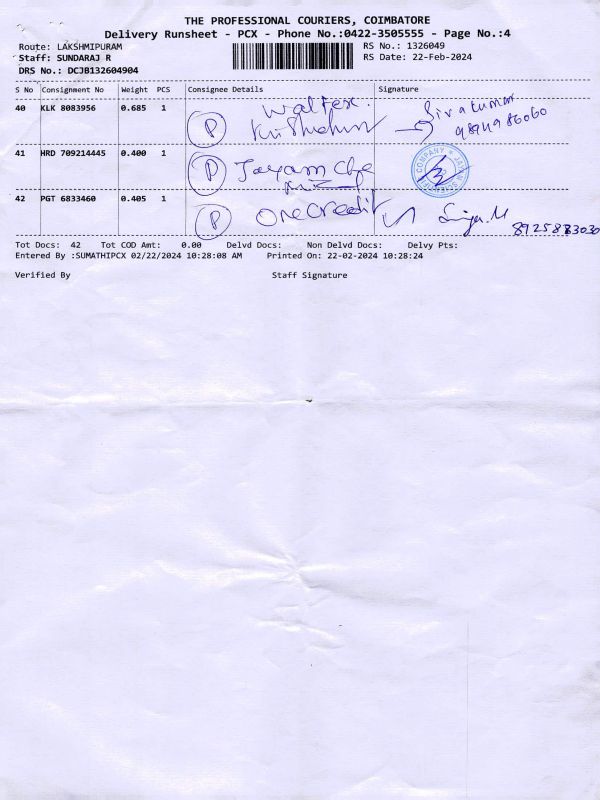 THE PROFESSIONAL COURIERS, COIMBATORE
Delivery Runsheet - PCX - Phone No.:0422-3505555 - Page No.:4
Route: LAKSHMIPURAM RS No.: 1326049
Staff: SUNDARAJ R RS Date: 22-Feb-2024
DRS No.: DCJB132604904
S No Consignment No Weight PCS Consignee Details Signature
40 KLK 8083956 0.685 1 P Walter. Sivakumar
41 HRD 709214445 0.400 1 P Jayam Che COMPANY
42 PGT 6833460 0.405 1 P OneCredit
8925883030
Tot Docs: 42 Tot COD Amt: 0.00 Delvd Docs: Non Delvd Docs: Delvy Pts:
Entered By :SUMATHIPCX 02/22/2024 10:28:08 AM Printed On: 22-02-2024 10:28:24
Verified By Staff Signature